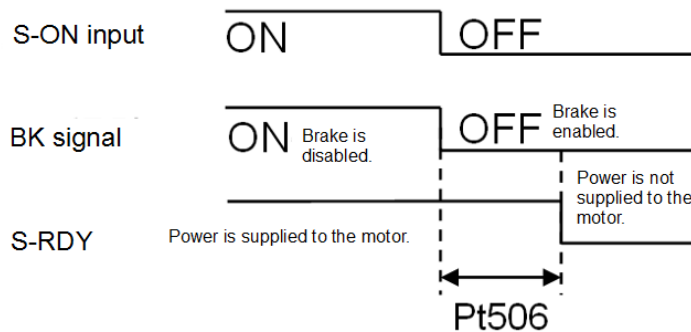 S-ON input
ON
OFF
BK signal
ON
Brake is
disabled.
OFF
Brake is
enabled.
S-RDY
Power is supplied to the motor.
Power is not
supplied to the
motor.
Pt506